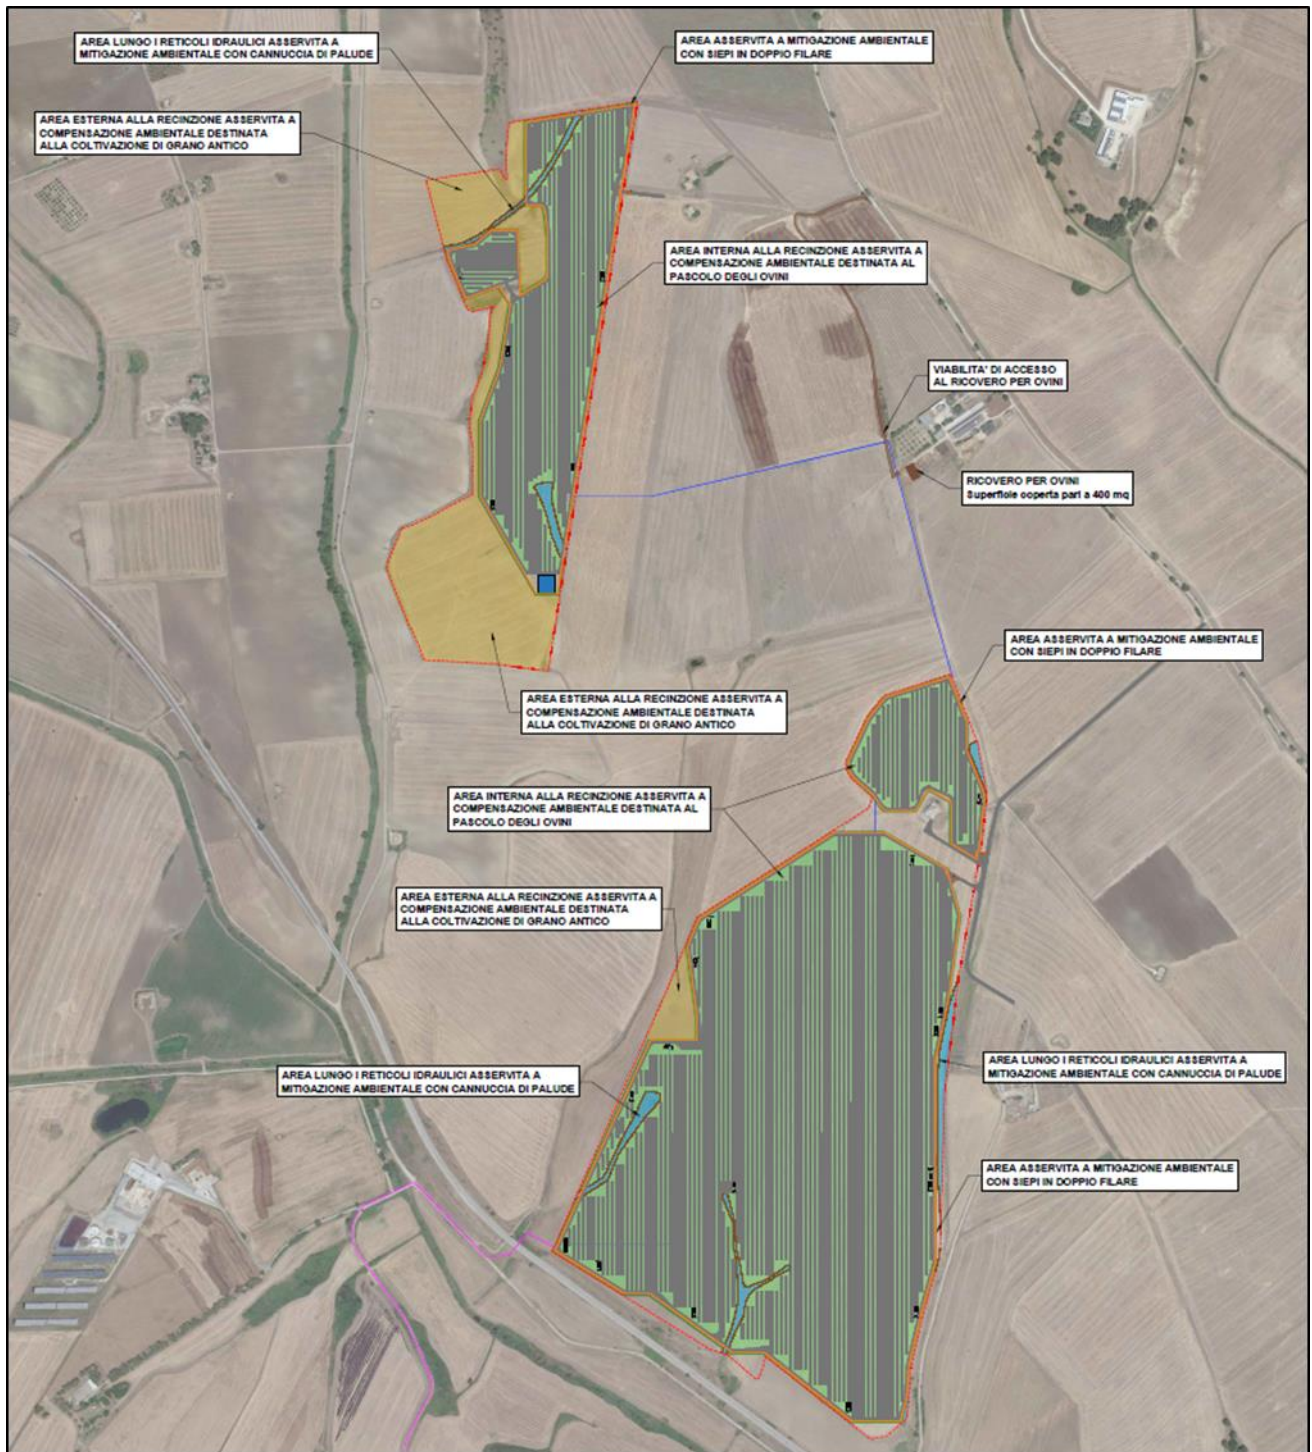 AREA LUNGO I RETICOLI IDRAULICI ASSERVITA A
MITIGAZIONE AMBIENTALE CON CANNUCCIA DI PALUDE
AREA ASSERVITA A MITIGAZIONE AMBIENTALE
CON SIEPI IN DOPPIO FILARE
AREA ESTERNA ALLA RECINZIONE ASSERVITA A
COMPENSAZIONE AMBIENTALE DESTINATA
ALLA COLTIVAZIONE DI GRANO ANTICO
AREA INTERNA ALLA RECINZIONE ASSERVITA A
COMPENSAZIONE AMBIENTALE DESTINATA AL
PASCOLO DEGLI OVINI
VIABILITA' DI ACCESSO
AL RICOVERO PER OVINI
RICOVERO PER OVINI
Superficie coperta pari a 400 mq
AREA ASSERVITA A MITIGAZIONE AMBIENTALE
CON SIEPI IN DOPPIO FILARE
AREA ESTERNA ALLA RECINZIONE ASSERVITA A
COMPENSAZIONE AMBIENTALE DESTINATA
ALLA COLTIVAZIONE DI GRANO ANTICO
AREA INTERNA ALLA RECINZIONE ASSERVITA A
COMPENSAZIONE AMBIENTALE DESTINATA AL
PASCOLO DEGLI OVINI
AREA ESTERNA ALLA RECINZIONE ASSERVITA A
COMPENSAZIONE AMBIENTALE DESTINATA
ALLA COLTIVAZIONE DI GRANO ANTICO
AREA LUNGO I RETICOLI IDRAULICI ASSERVITA A
MITIGAZIONE AMBIENTALE CON CANNUCCIA DI PALUDE
AREA LUNGO I RETICOLI IDRAULICI ASSERVITA A
MITIGAZIONE AMBIENTALE CON CANNUCCIA DI PALUDE
AREA ASSERVITA A MITIGAZIONE AMBIENTALE
CON SIEPI IN DOPPIO FILARE